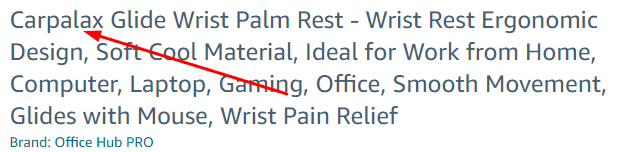 Carpalax Glide Wrist Palm Rest - Wrist Rest Ergonomic
Design, Soft Cool Material, Ideal for Work from Home,
Computer, Laptop, Gaming, Office, Smooth Movement,
Glides with Mouse, Wrist Pain Relief
Brand: Office Hub PRO